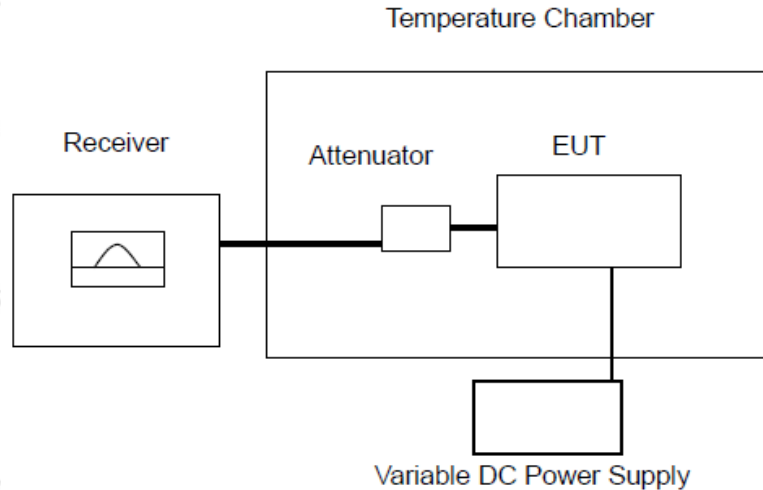 Temperature Chamber
Receiver
Attenuator
EUT
Variable DC Power Supply